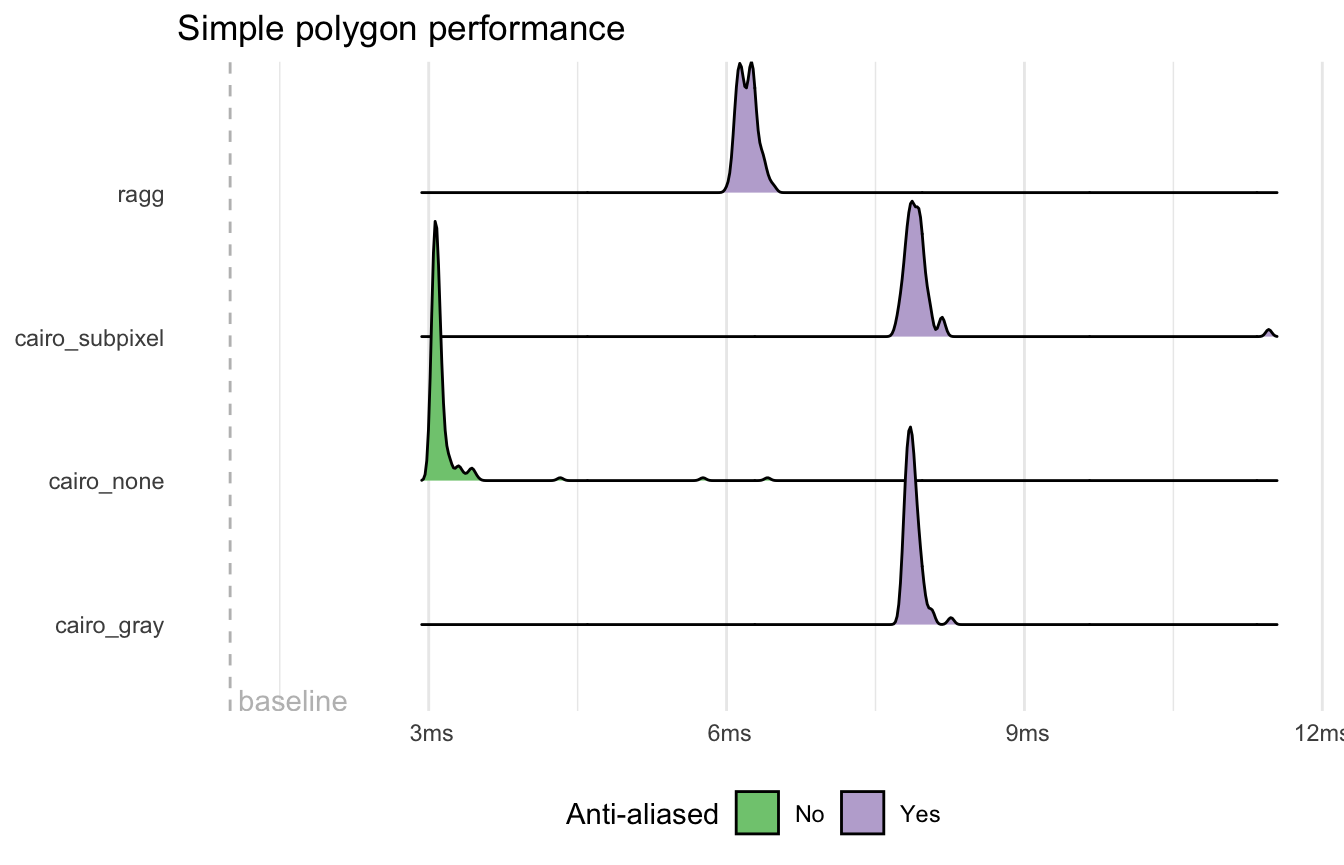 Simple polygon performance
ragg
cairo_subpixel
cairo_none
cairo_gray
baseline
3ms 6ms 9ms 12ms
Anti-aliased No Yes